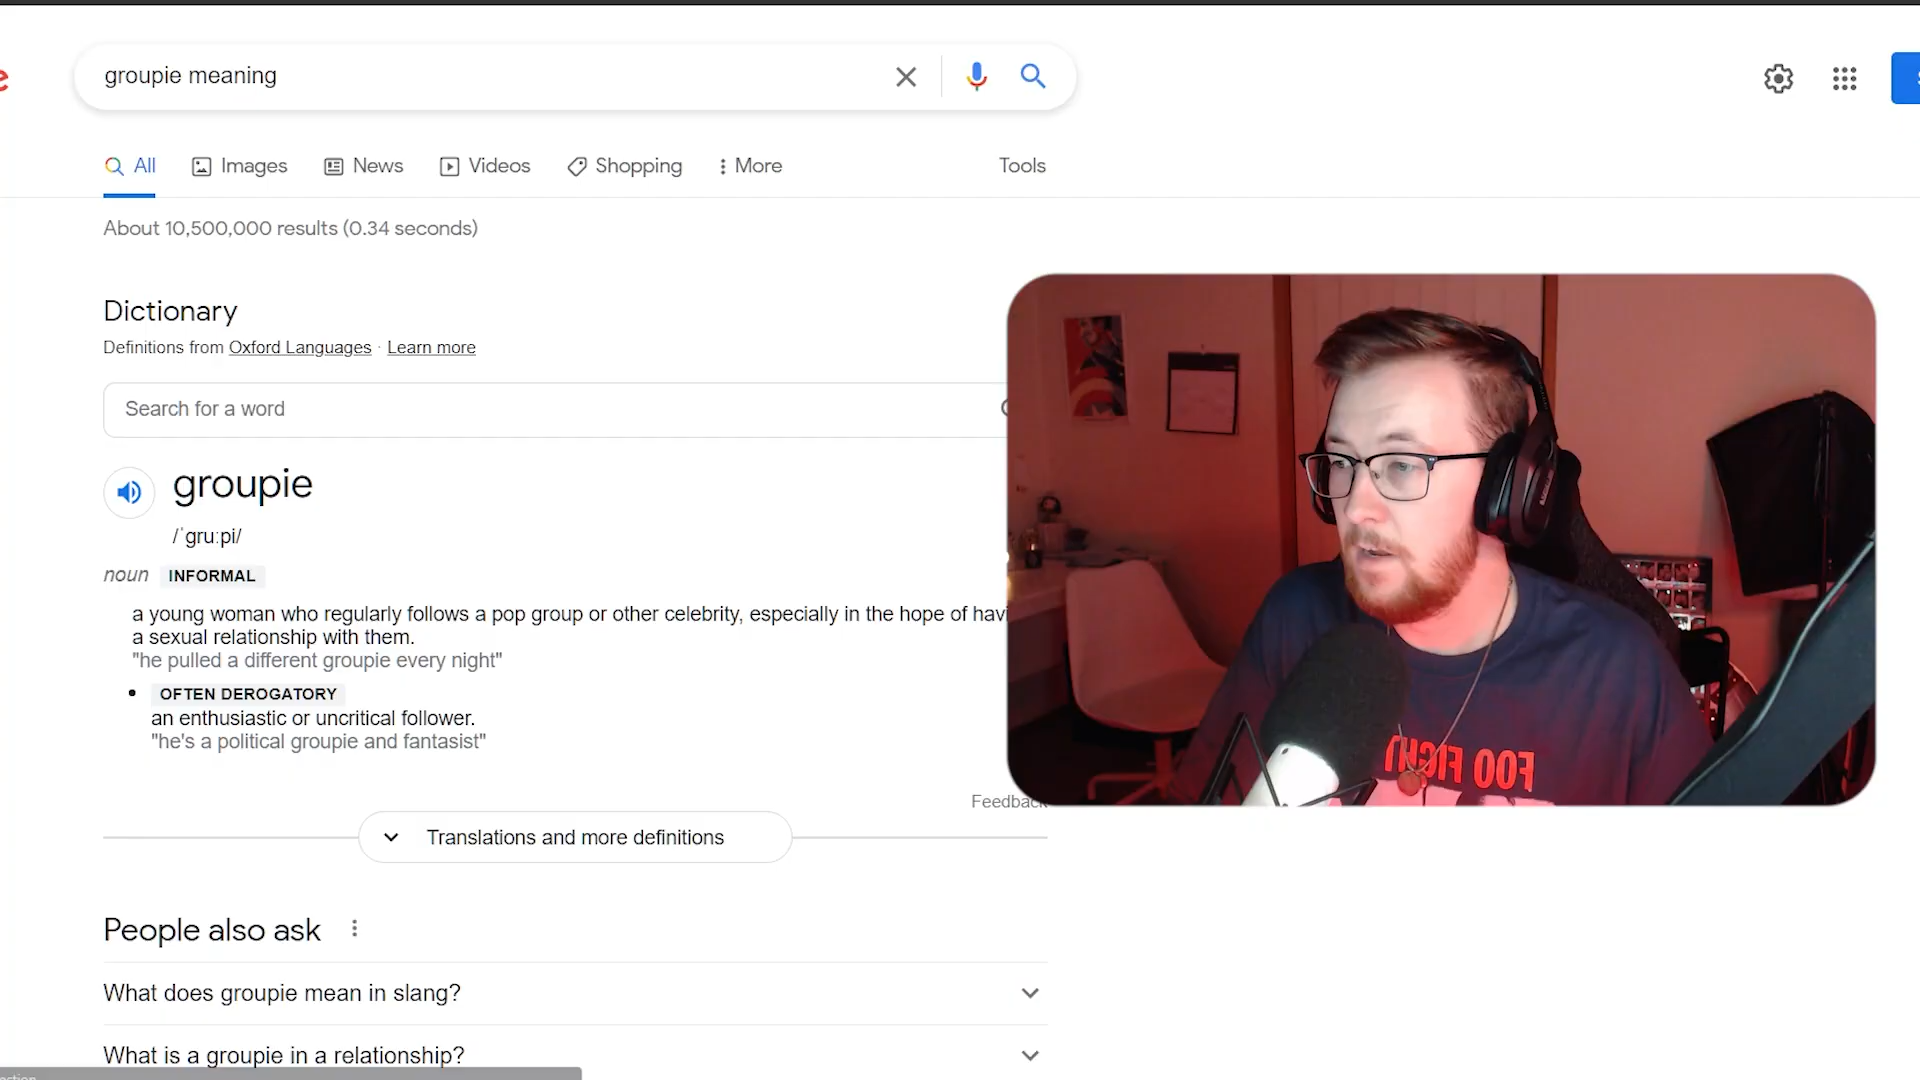 groupie meaning
All
Images
News
Videos
Shopping
More
Tools
About 10,500,000 results (0.34 seconds)
Dictionary
Definitions from Oxford Languages · Learn more
Search for a word
groupie
/ˈɡruːpi/
noun INFORMAL
a young woman who regularly follows a pop group or other celebrity, especially in the hope of
a sexual relationship with them.
"he pulled a different groupie every night"
OFTEN DEROGATORY
an enthusiastic or uncritical follower.
"he's a political groupie and fantasist"
Feedback
Translations and more definitions
People also ask
What does groupie mean in slang?
What is a groupie in a relationship?
FOO FIGHT